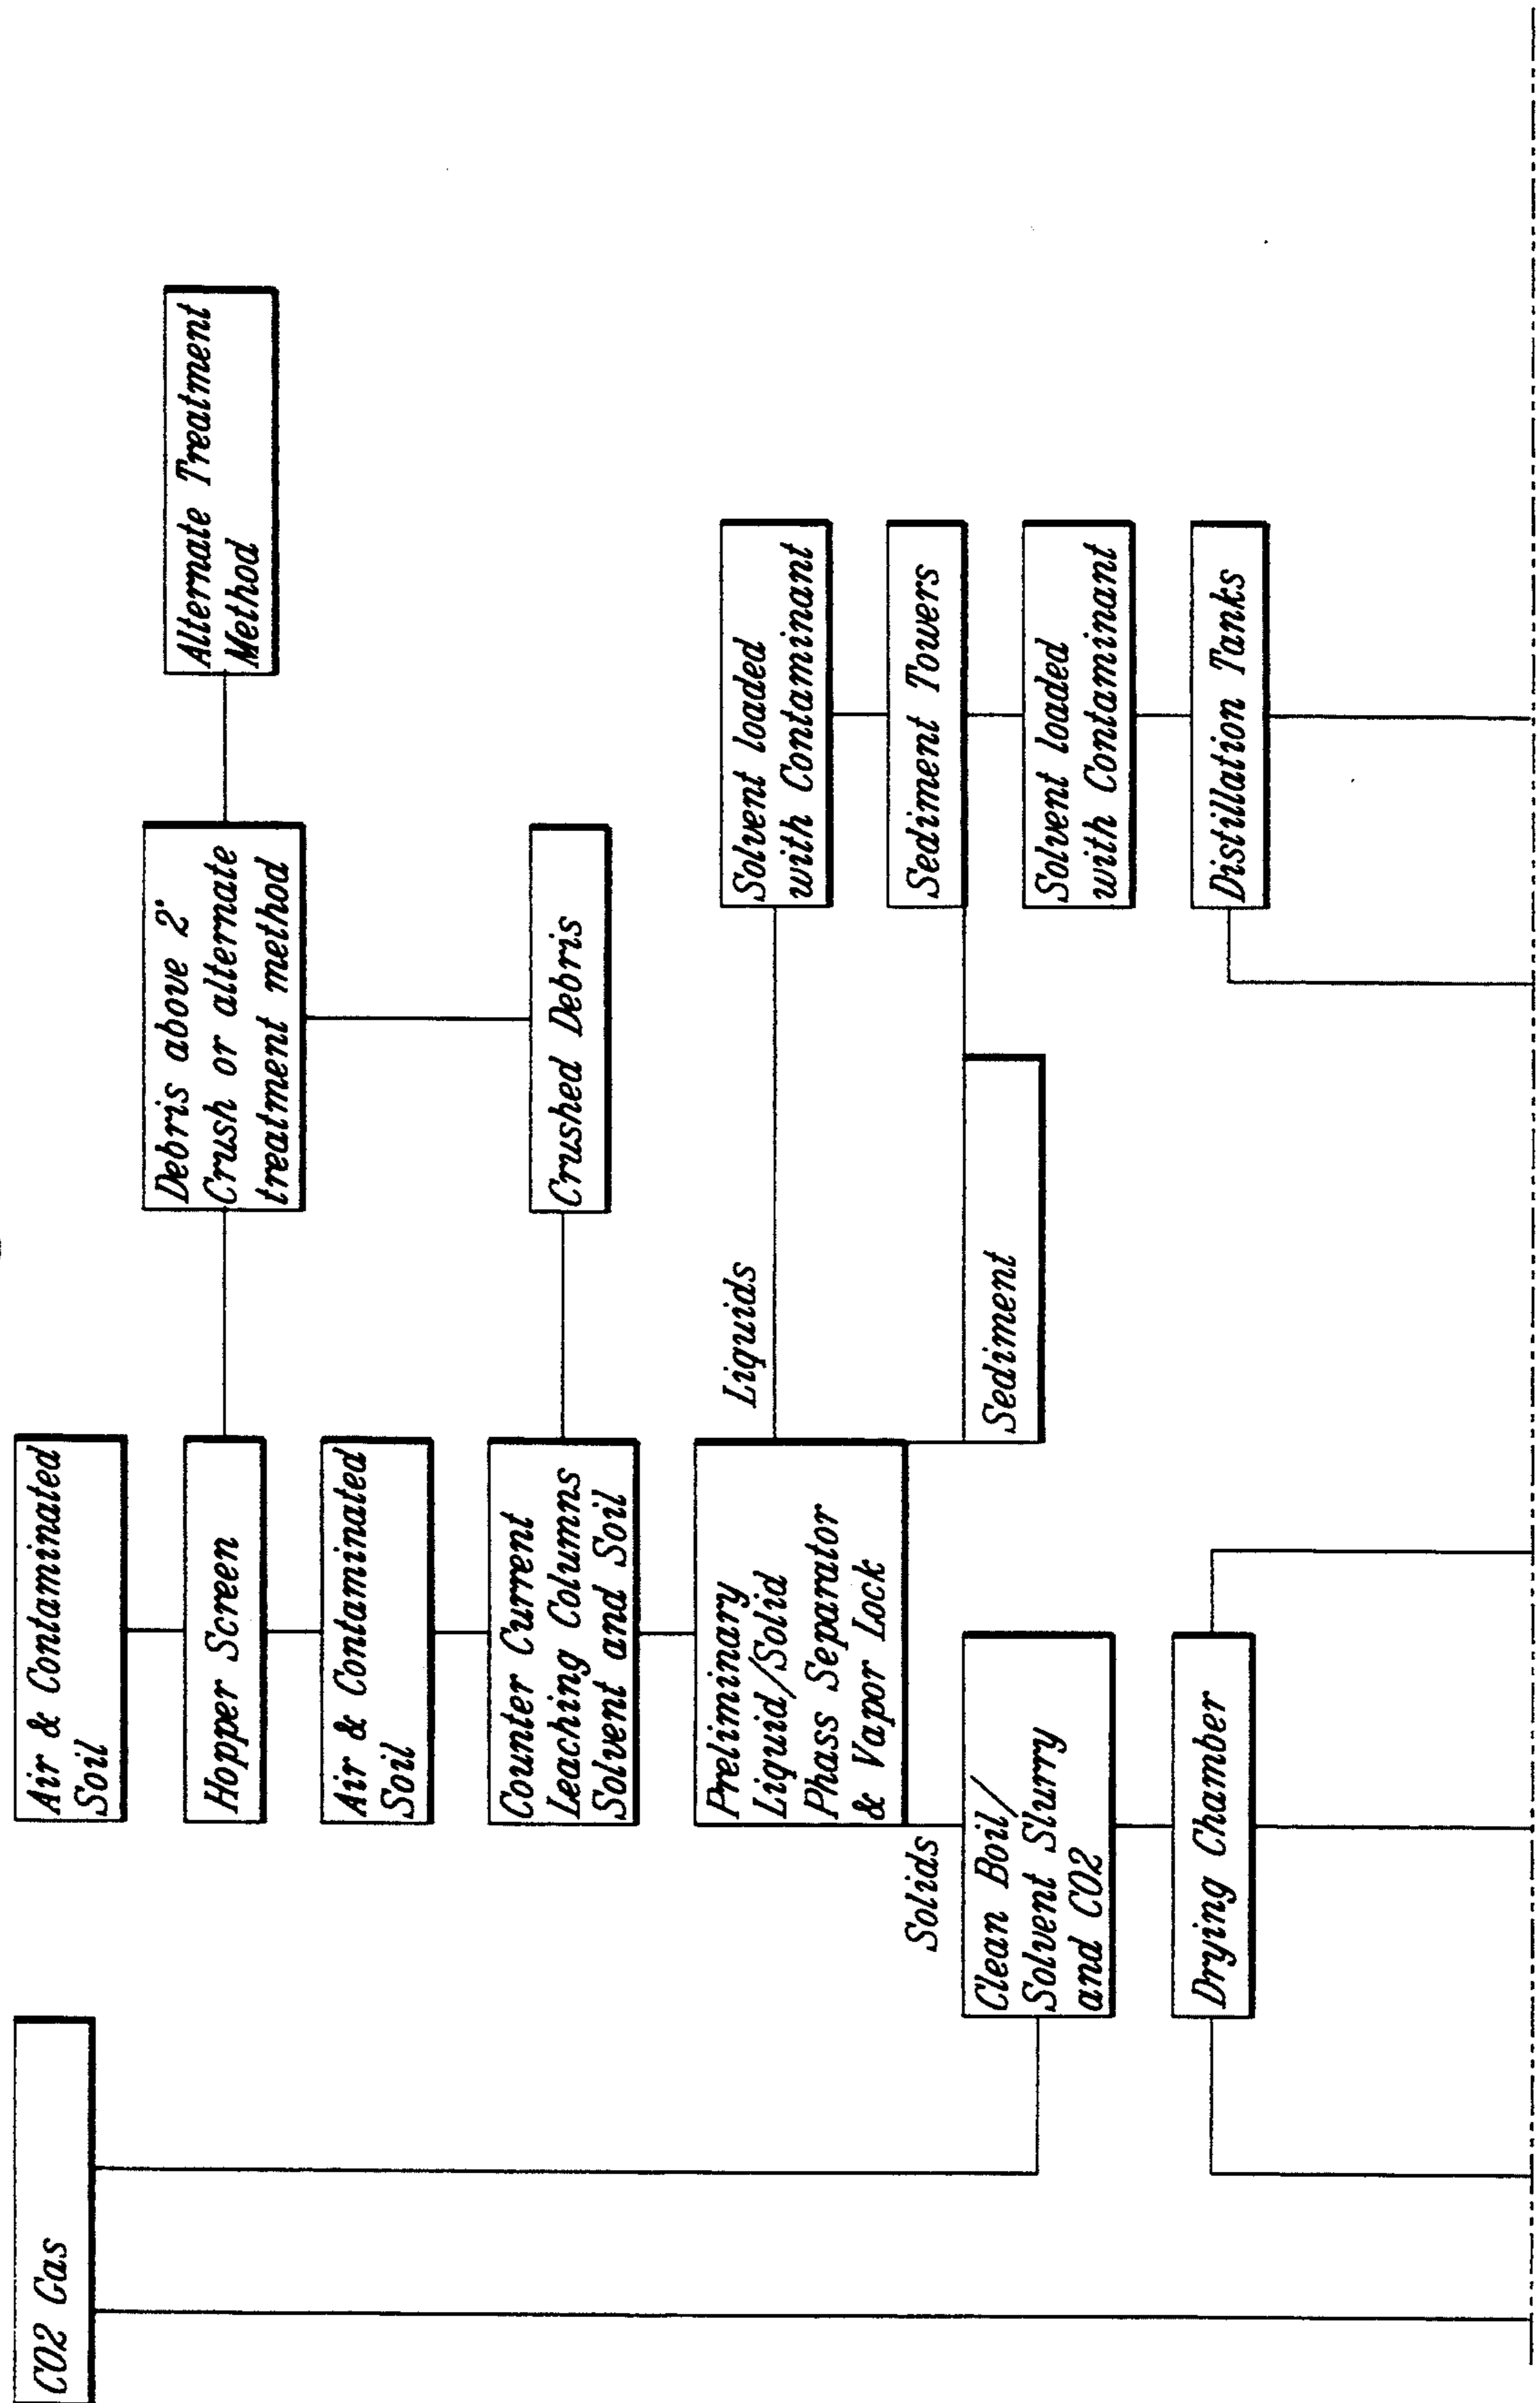 CO2 Gas
Air & Contaminated
Soil
Hopper Screen
Debris above 2"
Crush or alternate
treatment method
Alternate Treatment
Method
Air & Contaminated
Soil
Counter Current
Leaching Columns
Solvent and Soil
Crushed Debris
Preliminary
Liquid/Solid
Phass Separator
& Vapor Lock
Liquids
Solvent loaded
with Contaminant
Sediment Towers
Solids
Clean Boil/
Solvent Slurry
and CO2
Sediment
Solvent loaded
with Contaminant
Drying Chamber
Distillation Tanks